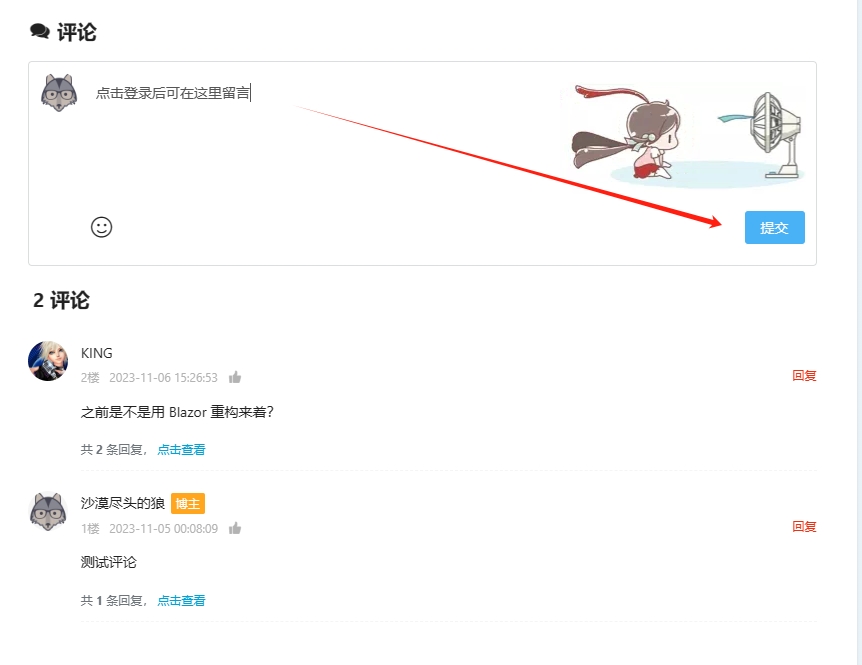 评论
点击登录后可在这里留言
提交
2 评论
KING
2楼 2023-11-06 15:26:53
回复
之前是不是用 Blazor 重构来着?
共 2 条回复， 点击查看
沙漠尽头的狼 博主
1楼 2023-11-05 00:08:09
回复
测试评论
共 1 条回复， 点击查看